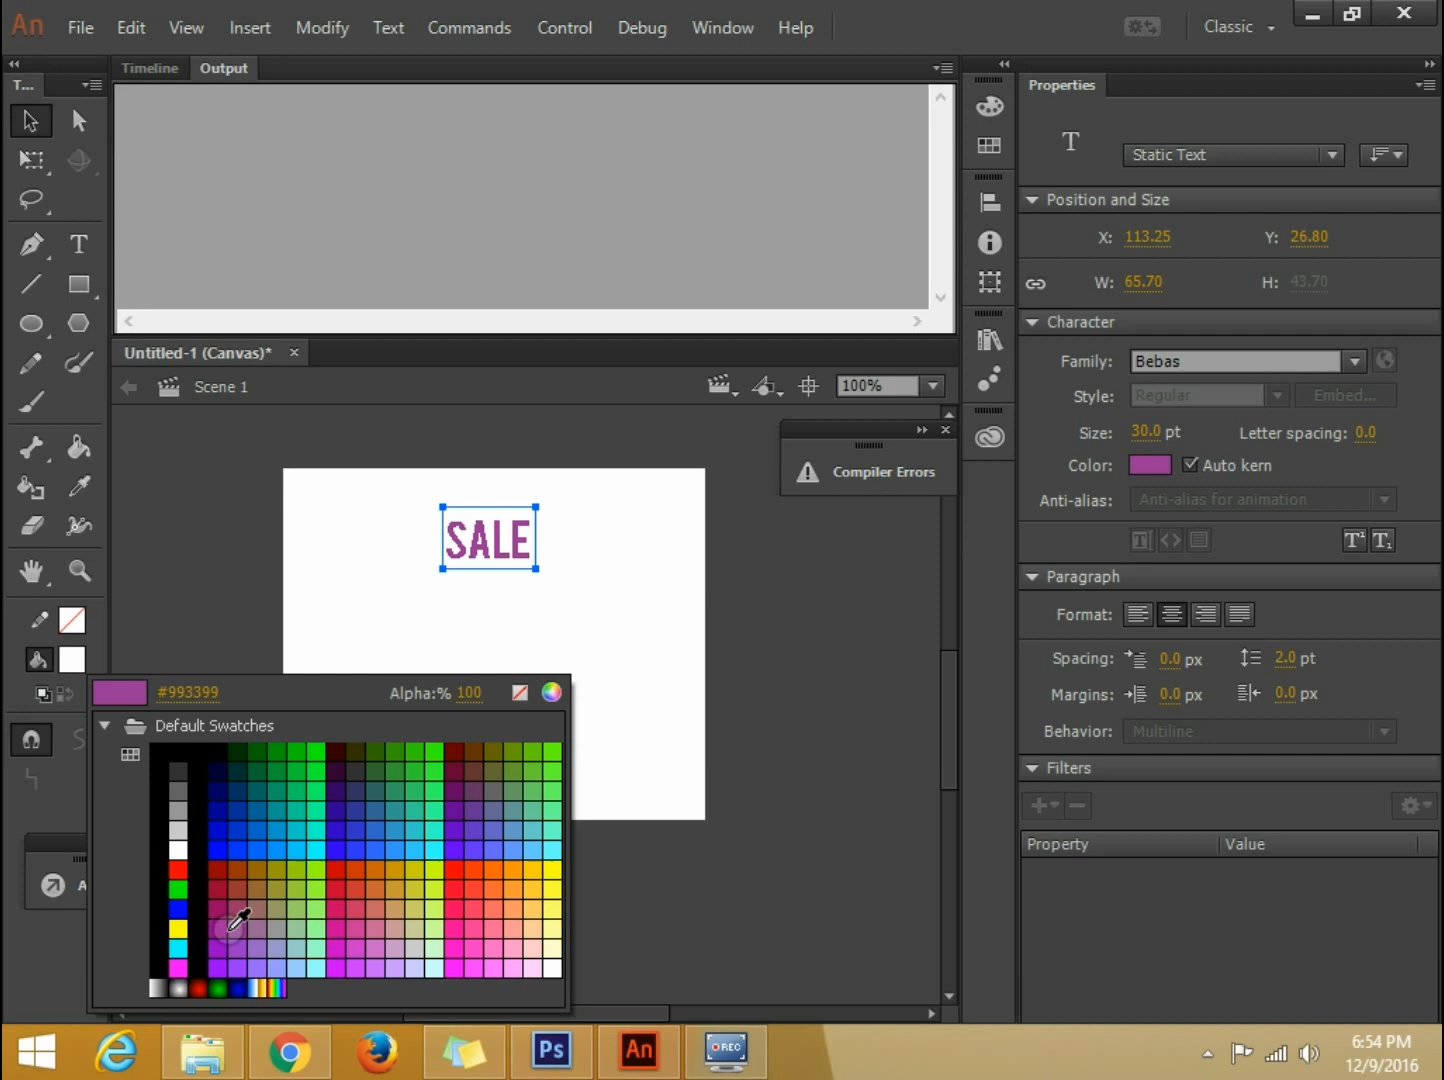 An File Edit View Insert Modify Text Commands Control Debug Window Help Classic
T... Timeline Output Properties
T Static Text
Position and Size
X: 113.25 Y: 26.80
W: 65.70 H: 43.70
Character
Untitled-1 (Canvas)* Family: Bebas
Scene 1 100% Style: Regular Embed...
Size: 30.0 pt Letter spacing: 0.0
Color: Auto kern
Compiler Errors
Anti-alias: Anti-alias for animation
SALE
Paragraph
Format:
Spacing: 0.0 px 2.0 pt
#993399 Alpha:% 100 Margins: 0.0 px 0.0 px
Default Swatches Behavior: Multiline
Filters
Property Value
A
Ps An REC 6:54 PM
12/9/2016